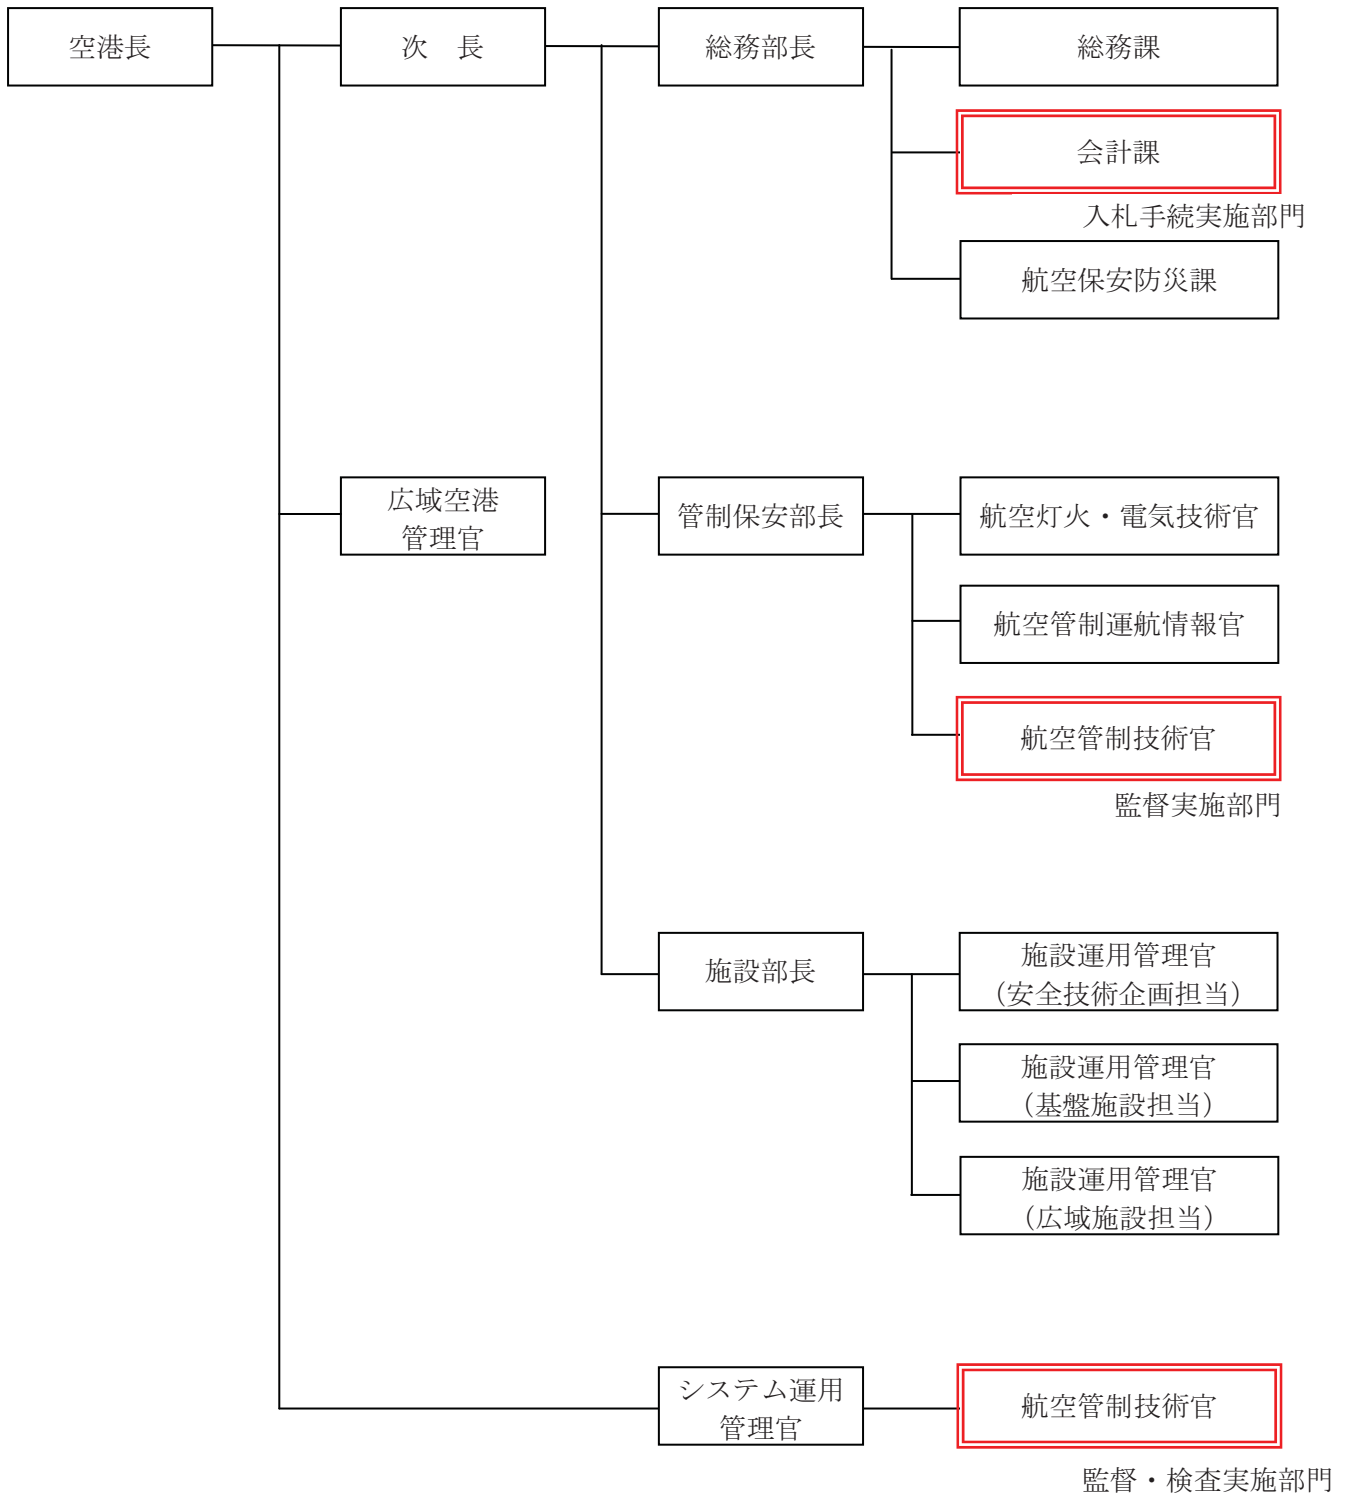 空港長
次　長
総務部長
総務課
会計課
入札手続実施部門
航空保安防災課
広域空港
管理官
管制保安部長
航空灯火・電気技術官
航空管制運航情報官
航空管制技術官
監督実施部門
施設部長
施設運用管理官
（安全技術企画担当）
施設運用管理官
（基盤施設担当）
施設運用管理官
（広域施設担当）
システム運用
管理官
航空管制技術官
監督・検査実施部門